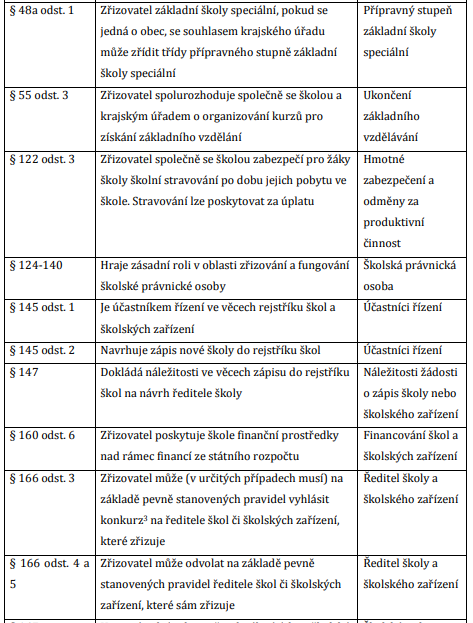 § 48a odst. 1
Zřizovatel základní školy speciální, pokud se
jedná o obec, se souhlasem krajského úřadu
může zřídit třídy přípravného stupně základní
školy speciální
Přípravný stupeň
základní školy
speciální
§ 55 odst. 3
Zřizovatel spolurozhoduje společně se školou a
krajským úřadem o organizování kurzů pro
získání základního vzdělání
Ukončení
základního
vzdělávání
§ 122 odst. 3
Zřizovatel společně se školou zabezpečí pro žáky
školy školní stravování po dobu jejich pobytu ve
škole. Stravování lze poskytovat za úplatu
Hmotné
zabezpečení a
odměny za
produktivní
činnost
§ 124-140
Hraje zásadní roli v oblasti zřizování a fungování
školské právnické osoby
Školská právnická
osoba
§ 145 odst. 1
Je účastníkem řízení ve věcech rejstříku škol a
školských zařízení
Účastníci řízení
§ 145 odst. 2
Navrhuje zápis nové školy do rejstříku škol
Účastníci řízení
§ 147
Dokládá náležitosti ve věcech zápisu do rejstříku
škol na návrh ředitele školy
Náležitosti žádosti
o zápis školy nebo
školského zařízení
§ 160 odst. 6
Zřizovatel poskytuje škole finanční prostředky
nad rámec financí ze státního rozpočtu
Financování škol a
školských zařízení
§ 166 odst. 3
Zřizovatel může (v určitých případech musí) na
základě pevně stanovených pravidel vyhlásit
konkurz³ na ředitele škol či školských zařízení,
které zřizuje
Ředitel školy a
školského zařízení
§ 166 odst. 4 a
5
Zřizovatel může odvolat na základě pevně
stanovených pravidel ředitele škol či školských
zařízení, které sám zřizuje
Ředitel školy a
školského zařízení